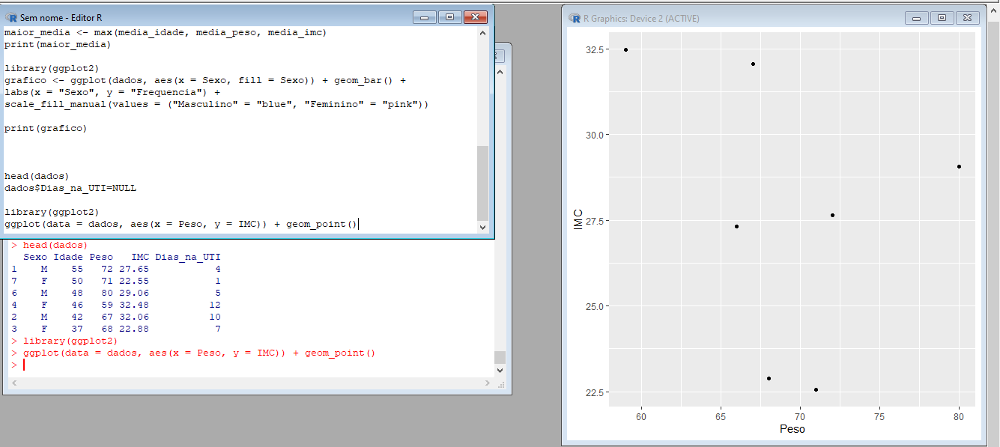 Sem nome - Editor R
maior_media <- max(media_idade, media_peso, media_imc)
print(maior_media)
library(ggplot2)
grafico <- ggplot(dados, aes(x = Sexo, fill = Sexo)) + geom_bar() +
labs(x = "Sexo", y = "Frequencia") +
scale_fill_manual(values = ("Masculino" = "blue", "Feminino" = "pink"))
print(grafico)
head(dados)
dados$Dias_na_UTI=NULL
library(ggplot2)
ggplot(data = dados, aes(x = Peso, y = IMC)) + geom_point()
> head(dados)
  Sexo Idade Peso   IMC Dias_na_UTI
1    M    55   72 27.65           4
7    F    50   71 22.55           1
6    M    48   80 29.06           5
4    F    46   59 32.48          12
2    M    42   67 32.06          10
3    F    37   68 22.88           7
> library(ggplot2)
> ggplot(data = dados, aes(x = Peso, y = IMC)) + geom_point()
>
R Graphics: Device 2 (ACTIVE)
32.5
30.0
27.5
25.0
22.5
IMC
60 65 70 75 80
Peso